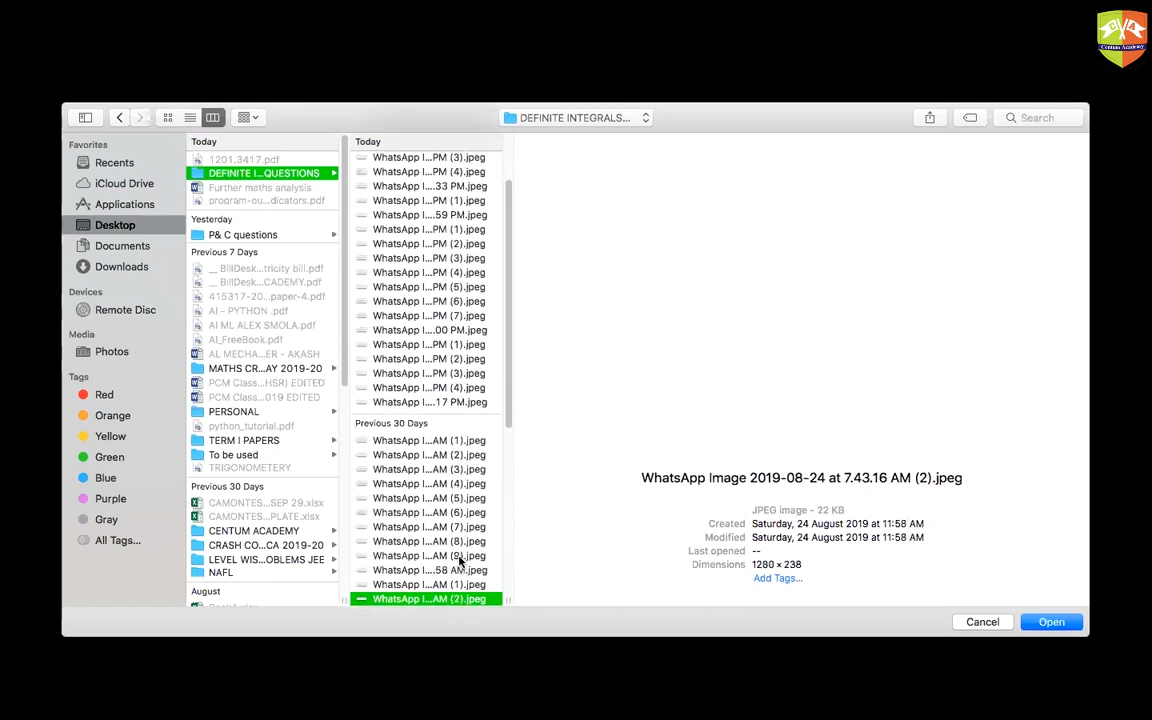 CA
Centum Academy
DEFINITE INTEGRALS...
Search
Favorites
Recents
iCloud Drive
Applications
Desktop
Documents
Downloads
Devices
Remote Disc
Media
Photos
Tags
Red
Orange
Yellow
Green
Blue
Purple
Gray
All Tags...
Today
1201.3417.pdf
DEFINITE I...QUESTIONS
Further maths analysis
program-ou...dicators.pdf
Yesterday
P& C questions
Previous 7 Days
__ BillDesk...tricity bill.pdf
__ BillDesk...CADEMY.pdf
415317-20...paper-4.pdf
AI - PYTHON .pdf
AI ML ALEX SMOLA.pdf
AI_FreeBook.pdf
AL MECHA...ER - AKASH
MATHS CR...AY 2019-20
PCM Class...HSR) EDITED
PCM Class...019 EDITED
PERSONAL
python_tutorial.pdf
TERM I PAPERS
To be used
TRIGONOMETERY
Previous 30 Days
CAMONTES...SEP 29.xlsx
CAMONTES...PLATE.xlsx
CENTUM ACADEMY
CRASH CO...CA 2019-20
LEVEL WIS...OBLEMS JEE
NAFL
August
Today
WhatsApp I...PM (3).jpeg
WhatsApp I...PM (4).jpeg
WhatsApp I....33 PM.jpeg
WhatsApp I...PM (1).jpeg
WhatsApp I....59 PM.jpeg
WhatsApp I...PM (1).jpeg
WhatsApp I...PM (2).jpeg
WhatsApp I...PM (3).jpeg
WhatsApp I...PM (4).jpeg
WhatsApp I...PM (5).jpeg
WhatsApp I...PM (6).jpeg
WhatsApp I...PM (7).jpeg
WhatsApp I....00 PM.jpeg
WhatsApp I...PM (1).jpeg
WhatsApp I...PM (2).jpeg
WhatsApp I...PM (3).jpeg
WhatsApp I...PM (4).jpeg
WhatsApp I....17 PM.jpeg
Previous 30 Days
WhatsApp I...AM (1).jpeg
WhatsApp I...AM (2).jpeg
WhatsApp I...AM (3).jpeg
WhatsApp I...AM (4).jpeg
WhatsApp I...AM (5).jpeg
WhatsApp I...AM (6).jpeg
WhatsApp I...AM (7).jpeg
WhatsApp I...AM (8).jpeg
WhatsApp I...AM (9).jpeg
WhatsApp I....58 AM.jpeg
WhatsApp I...AM (1).jpeg
WhatsApp I...AM (2).jpeg
WhatsApp Image 2019-08-24 at 7.43.16 AM (2).jpeg
JPEG image - 22 KB
Created Saturday, 24 August 2019 at 11:58 AM
Modified Saturday, 24 August 2019 at 11:58 AM
Last opened --
Dimensions 1280 × 238
Add Tags...
Cancel
Open